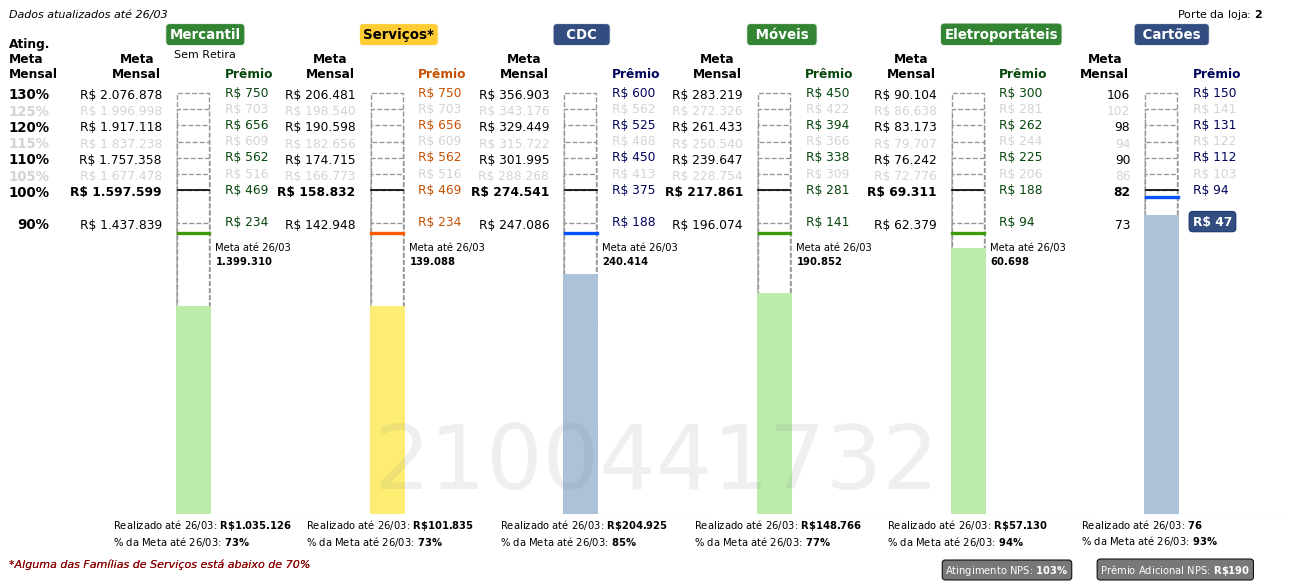 Dados atualizados até 26/03
Porte da loja: 2
Mercantil Serviços* CDC Móveis Eletroportáteis Cartões
Sem Retira
Ating. Meta Mensal
Meta Mensal Prêmio Meta Mensal Prêmio Meta Mensal Prêmio Meta Mensal Prêmio Meta Mensal Prêmio Meta Mensal Prêmio
130% R$ 2.076.878 R$ 750 R$ 206.481 R$ 750 R$ 356.903 R$ 600 R$ 283.219 R$ 450 R$ 90.104 R$ 300 106 R$ 150
125% R$ 1.996.998 R$ 703 R$ 198.540 R$ 703 R$ 343.176 R$ 562 R$ 272.326 R$ 422 R$ 86.638 R$ 281 102 R$ 141
120% R$ 1.917.118 R$ 656 R$ 190.598 R$ 656 R$ 329.449 R$ 525 R$ 261.433 R$ 394 R$ 83.173 R$ 262 98 R$ 131
115% R$ 1.837.238 R$ 609 R$ 182.656 R$ 609 R$ 315.722 R$ 488 R$ 250.540 R$ 366 R$ 79.707 R$ 244 94 R$ 122
110% R$ 1.757.358 R$ 562 R$ 174.715 R$ 562 R$ 301.995 R$ 450 R$ 239.647 R$ 338 R$ 76.242 R$ 225 90 R$ 112
105% R$ 1.677.478 R$ 516 R$ 166.773 R$ 516 R$ 288.268 R$ 413 R$ 228.754 R$ 309 R$ 72.776 R$ 206 86 R$ 103
100% R$ 1.597.599 R$ 469 R$ 158.832 R$ 469 R$ 274.541 R$ 375 R$ 217.861 R$ 281 R$ 69.311 R$ 188 82 R$ 94
90% R$ 1.437.839 R$ 234 R$ 142.948 R$ 234 R$ 247.086 R$ 188 R$ 196.074 R$ 141 R$ 62.379 R$ 94 73 R$ 47
Meta até 26/03 Meta até 26/03 Meta até 26/03 Meta até 26/03 Meta até 26/03
1.399.310 139.088 240.414 190.852 60.698
2100441732
Realizado até 26/03: R$1.035.126 Realizado até 26/03: R$101.835 Realizado até 26/03: R$204.925 Realizado até 26/03: R$148.766 Realizado até 26/03: R$57.130 Realizado até 26/03: 76
% da Meta até 26/03: 73% % da Meta até 26/03: 73% % da Meta até 26/03: 85% % da Meta até 26/03: 77% % da Meta até 26/03: 94% % da Meta até 26/03: 93%
*Alguma das Famílias de Serviços está abaixo de 70%
Atingimento NPS: 103% Prêmio Adicional NPS: R$190